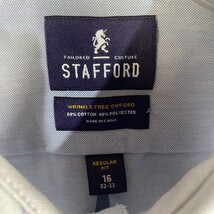 TAILORED CULTURE
STAFFORD
WRINKLE FREE OXFORD
60% COTTON 40% POLYESTER
MADE IN CHINA
REGULAR
FIT
16
32-33